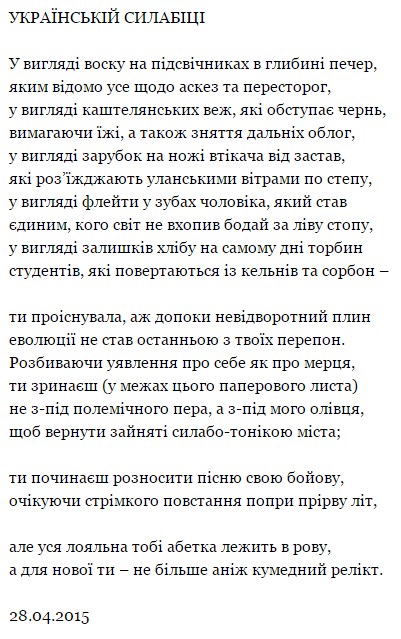 УКРАЇНСЬКІЙ СИЛАБІЦІ
У вигляді воску на підсвічниках в глибині печер,
яким відомо усе щодо аскез та пересторог,
у вигляді каштелянських веж, які обступає чернь,
вимагаючи їжі, а також зняття дальніх облог,
у вигляді зарубок на ножі втікача від застав,
які роз’їжджають уланськими вітрами по степу,
у вигляді флейти у зубах чоловіка, який став
єдиним, кого світ не вхопив бодай за ліву стопу,
у вигляді залишків хлібу на самому дні торбин
студентів, які повертаються із кельнів та сорбон –
ти проіснувала, аж допоки невідворотний плин
еволюції не став останньою з твоїх перепон.
Розбиваючи уявлення про себе як про мерця,
ти зринаєш (у межах цього паперового листа)
не з-під полемічного пера, а з-під мого олівця,
щоб вернути зайняті силабо-тонікою міста;
ти починаєш розносити пісню свою бойову,
очікуючи стрімкого повстання попри прірву літ,
але уся лояльна тобі абетка лежить в рову,
а для нової ти – не більше аніж кумедний релікт.
28.04.2015